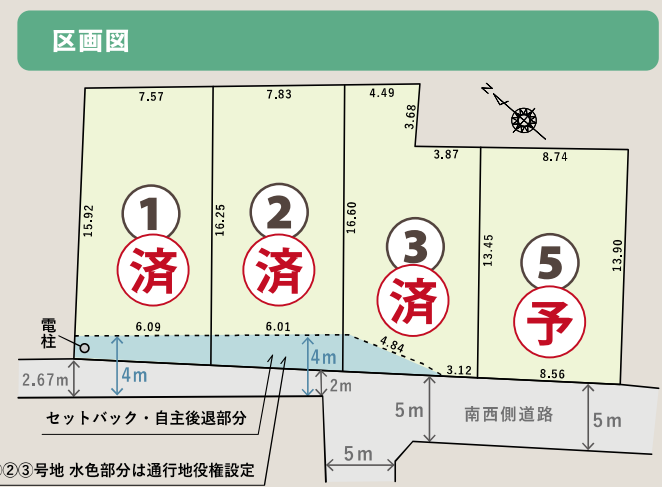 区画図
7.57
7.83
4.49
3.68
N
3.87
8.74
15.92
16.25
16.60
13.45
13.90
1
済
2
済
3
済
5
予
電柱
6.09
6.01
4.84
3.12
8.56
2.67m
4m
4m
2m
5m
南西側道路
5m
セットバック・自主後退部分
5m
②③号地 水色部分は通行地役権設定